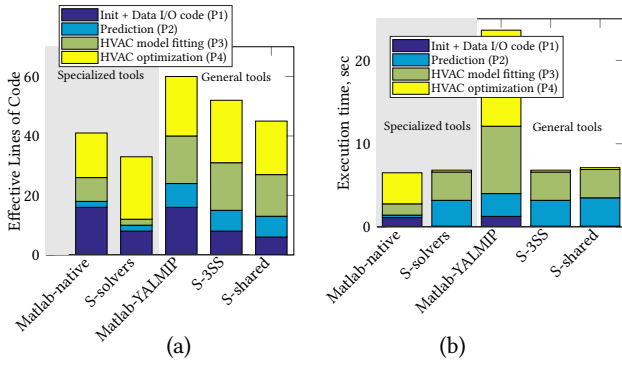 Init + Data I/O code (P1)
Prediction (P2)
HVAC model fitting (P3)
HVAC optimization (P4)
Specialized tools
General tools
Effective Lines of Code
60
40
20
0
Matlab-native
S-solvers
Matlab-YALMIP
S-3SS
S-shared
(a)
Init + Data I/O code (P1)
Prediction (P2)
HVAC model fitting (P3)
HVAC optimization (P4)
Specialized tools
General tools
Execution time, sec
20
10
0
Matlab-native
S-solvers
Matlab-YALMIP
S-3SS
S-shared
(b)